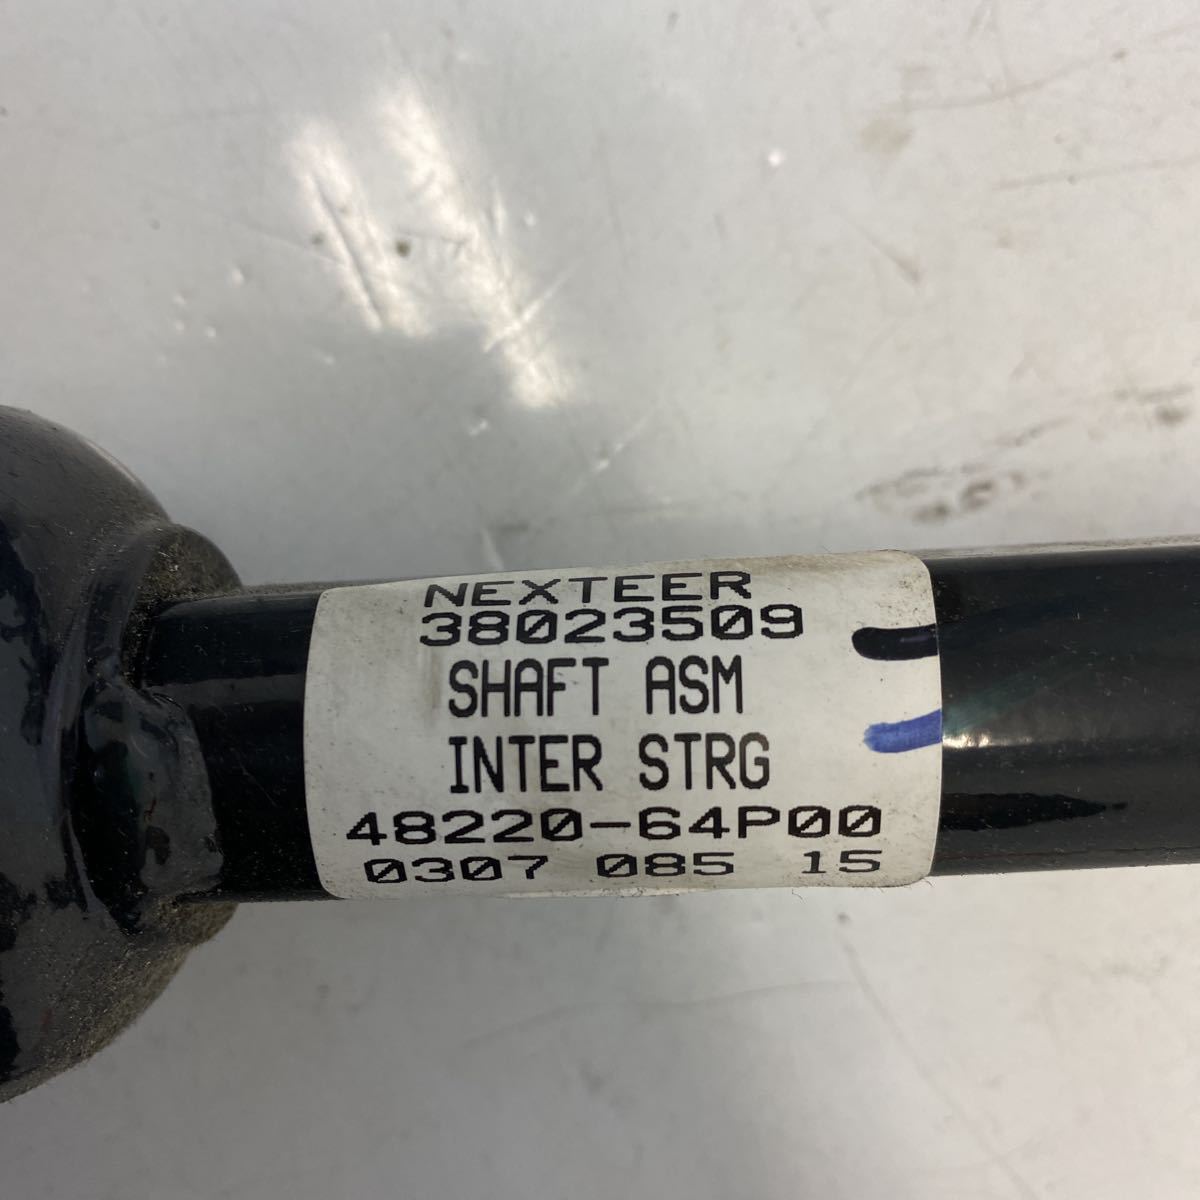 NEXTEER
38023509
SHAFT ASM
INTER STRG
48220-64P00
0307 085 15